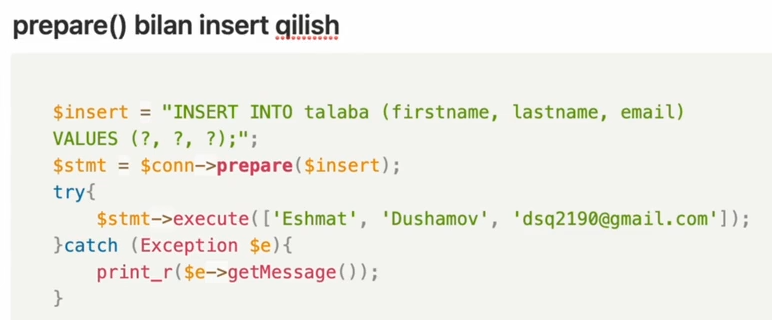 prepare() bilan insert qilish
$insert = "INSERT INTO talaba (firstname, lastname, email)
VALUES (?, ?, ?);";
$stmt = $conn->prepare($insert);
try{
    $stmt->execute(['Eshmat', 'Dushamov', 'dsq2190@gmail.com']);
}catch (Exception $e){
    print_r($e->getMessage());
}